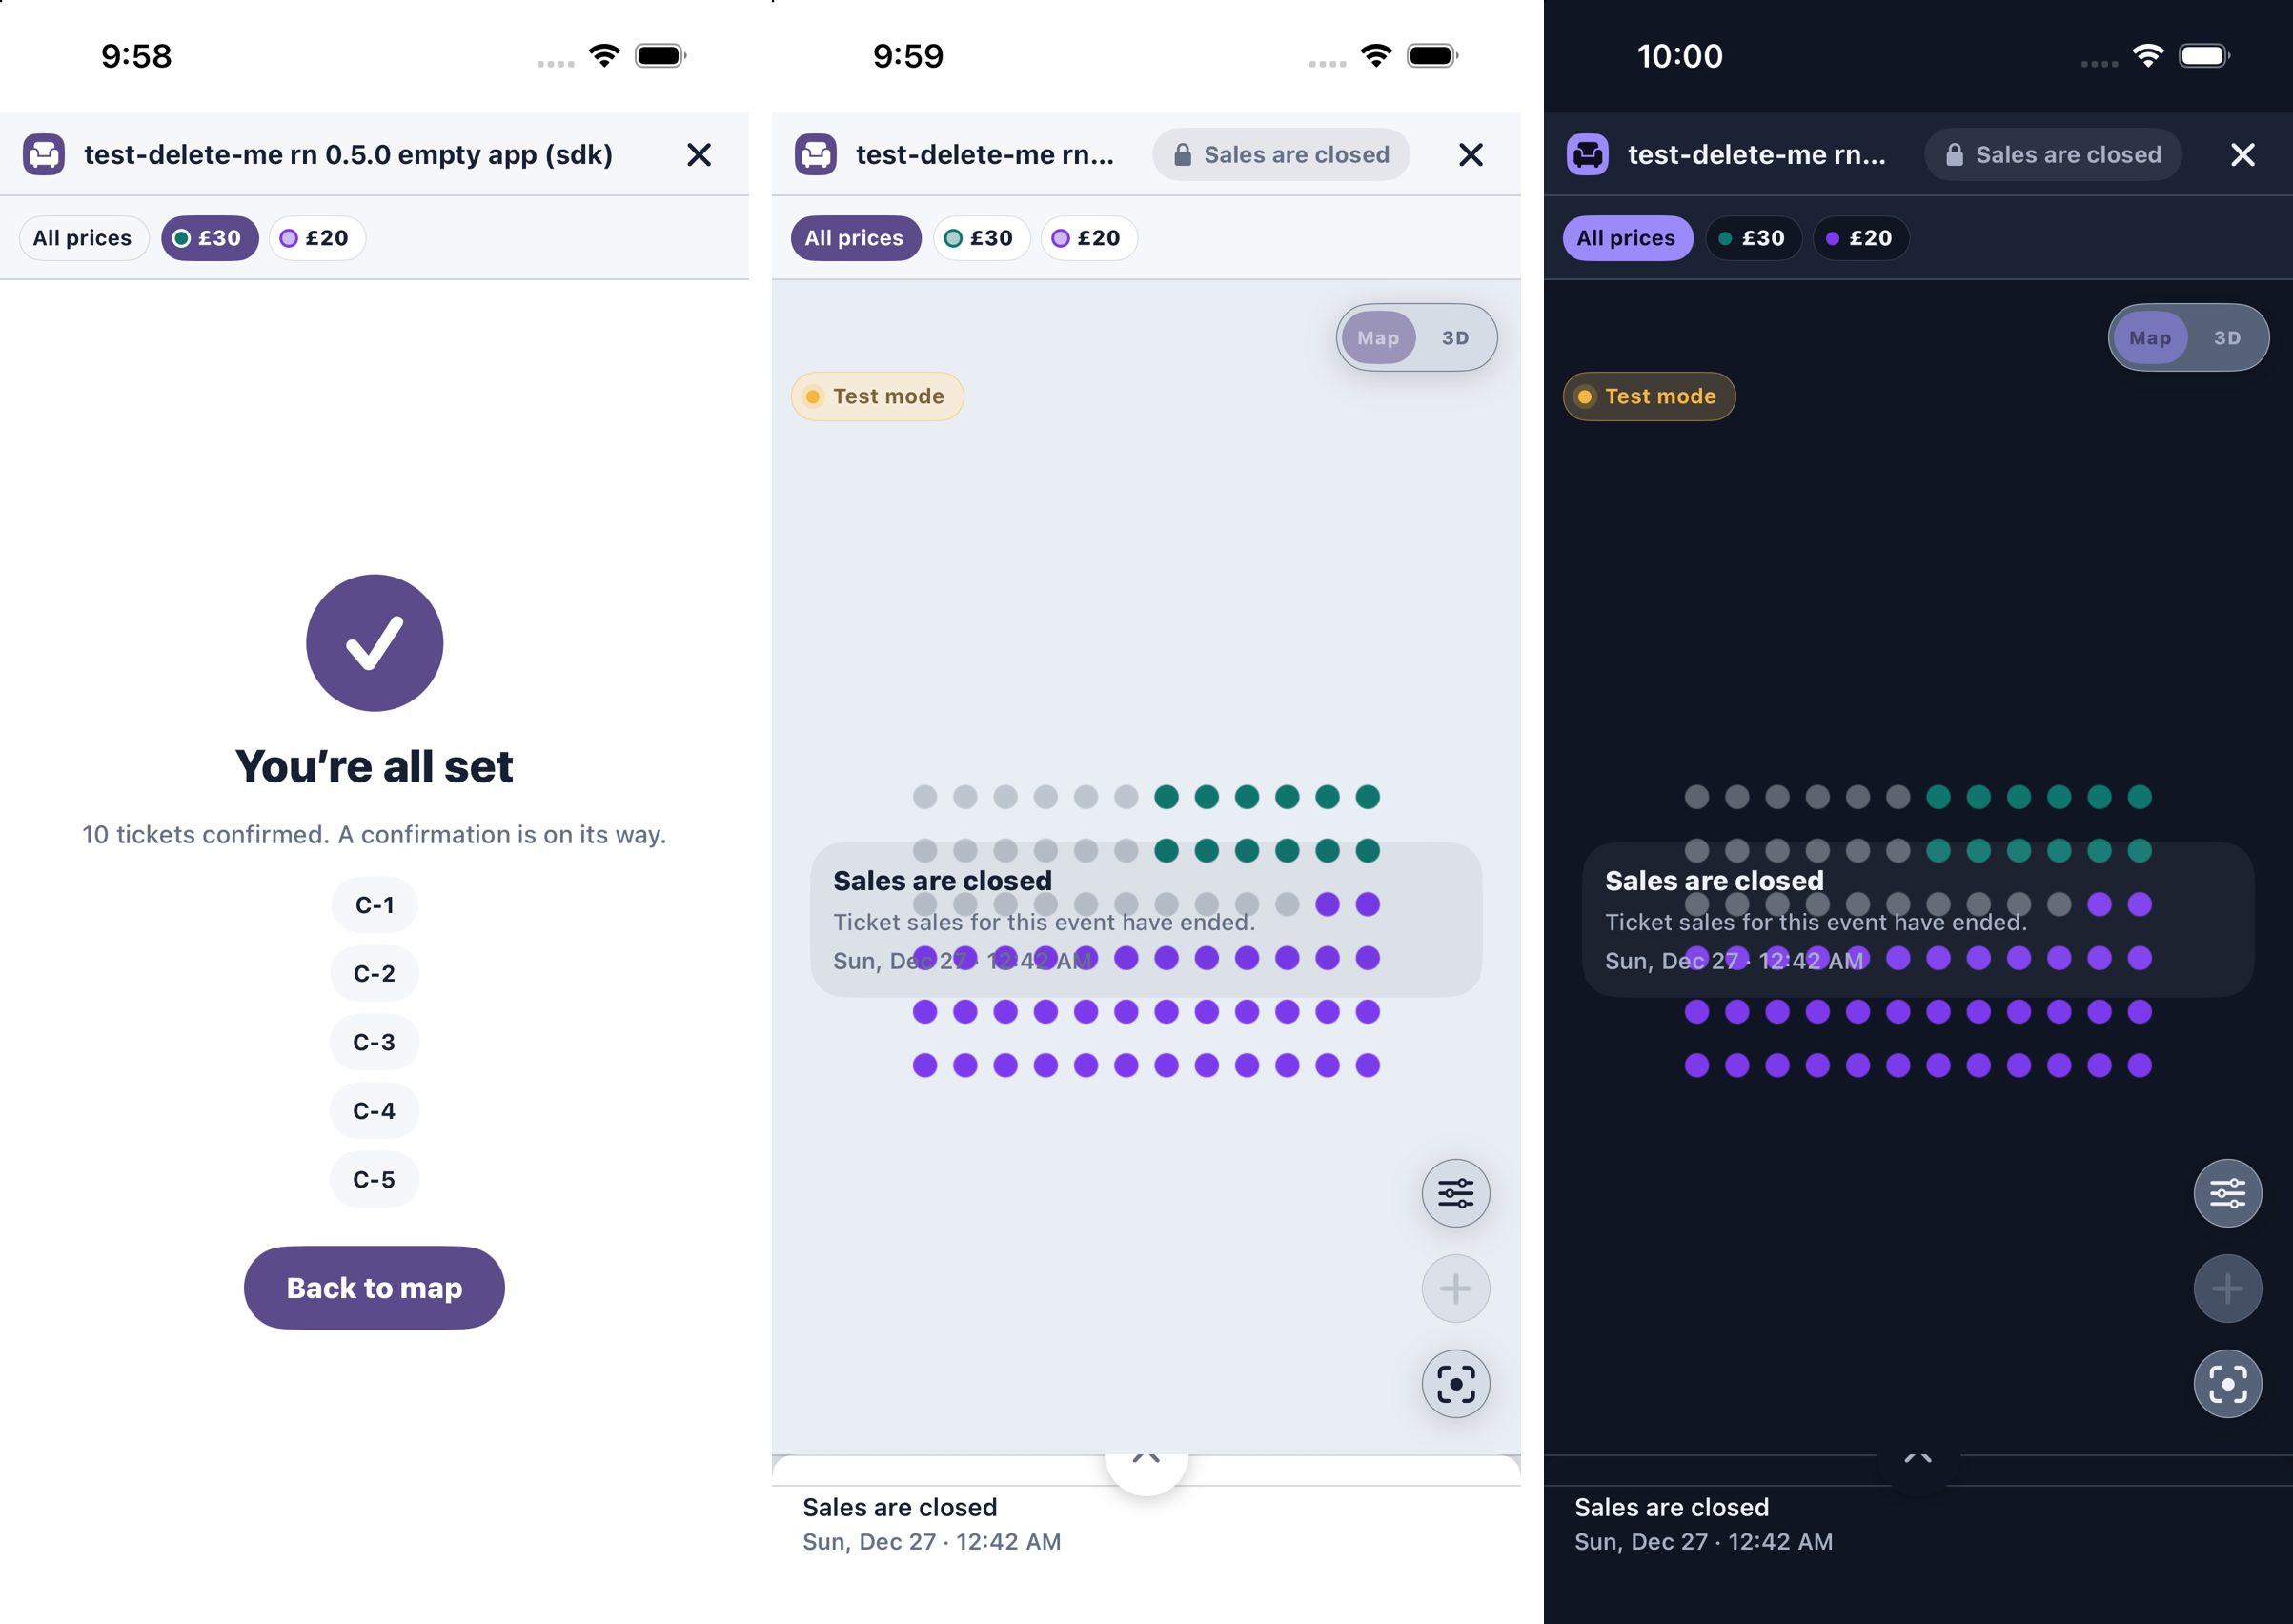 9:58
test-delete-me rn 0.5.0 empty app (sdk)
All prices £30 £20
You’re all set
10 tickets confirmed. A confirmation is on its way.
C-1
C-2
C-3
C-4
C-5
Back to map
9:59
test-delete-me rn... Sales are closed
All prices £30 £20
Map 3D
Test mode
Sales are closed
Ticket sales for this event have ended.
Sun, Dec 27 · 12:42 AM
Sales are closed
Sun, Dec 27 · 12:42 AM
10:00
test-delete-me rn... Sales are closed
All prices £30 £20
Map 3D
Test mode
Sales are closed
Ticket sales for this event have ended.
Sun, Dec 27 · 12:42 AM
Sales are closed
Sun, Dec 27 · 12:42 AM